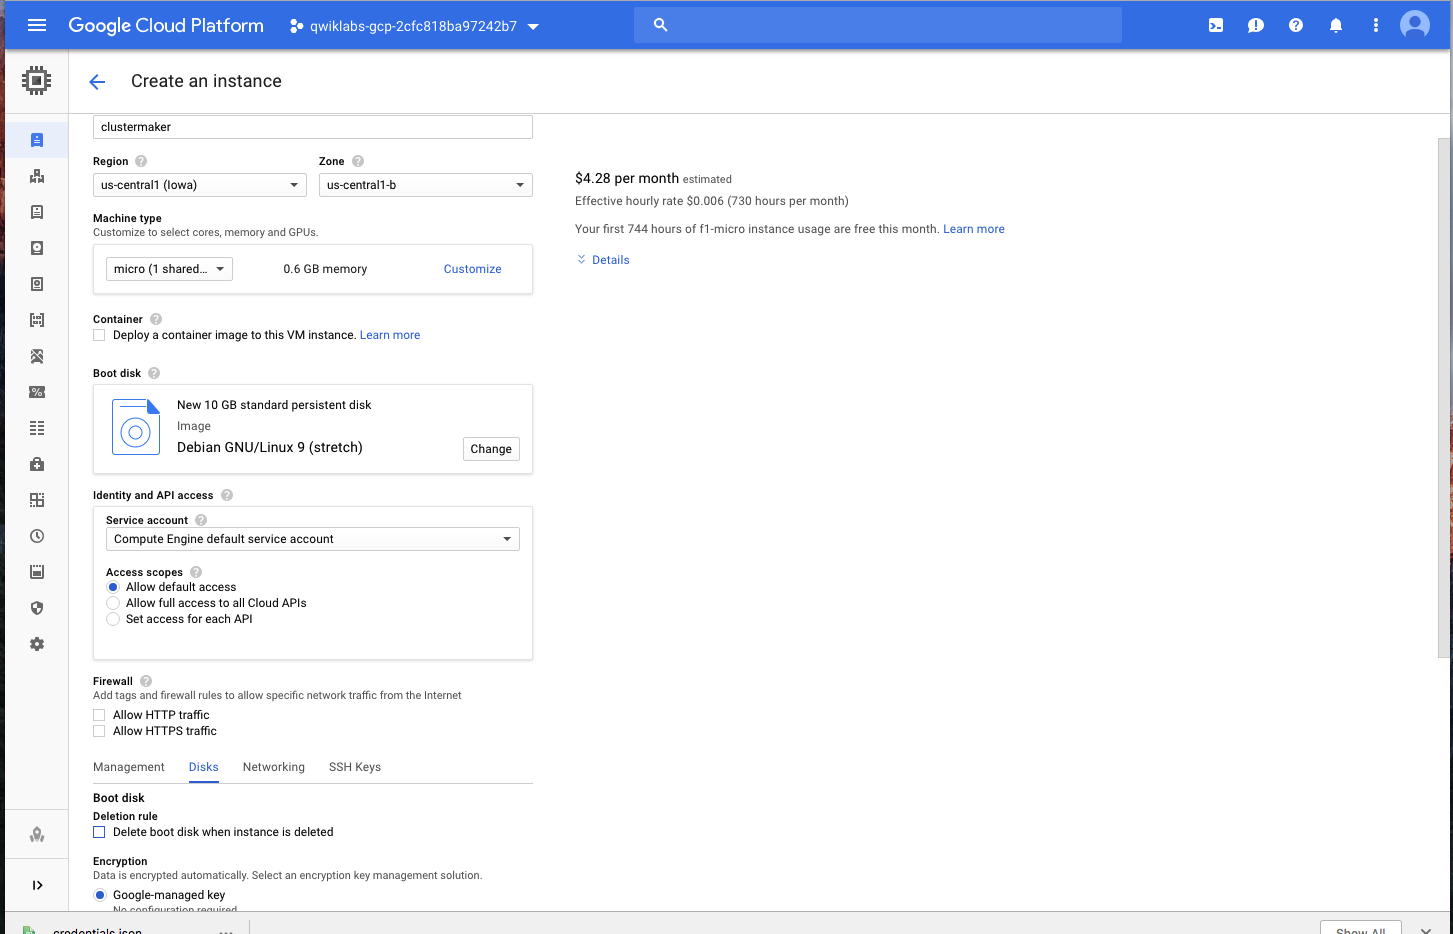 Google Cloud Platform
qwiklabs-gcp-2cfc818ba97242b7
Create an instance
clustermaker
Region
Zone
us-central1 (Iowa)
us-central1-b
Machine type
Customize to select cores, memory and GPUs.
micro (1 shared...
0.6 GB memory
Customize
Container
Deploy a container image to this VM instance. Learn more
Boot disk
New 10 GB standard persistent disk
Image
Debian GNU/Linux 9 (stretch)
Change
Identity and API access
Service account
Compute Engine default service account
Access scopes
Allow default access
Allow full access to all Cloud APIs
Set access for each API
Firewall
Add tags and firewall rules to allow specific network traffic from the Internet
Allow HTTP traffic
Allow HTTPS traffic
Management
Disks
Networking
SSH Keys
Boot disk
Deletion rule
Delete boot disk when instance is deleted
Encryption
Data is encrypted automatically. Select an encryption key management solution.
Google-managed key
No configuration required
$4.28 per month estimated
Effective hourly rate $0.006 (730 hours per month)
Your first 744 hours of f1-micro instance usage are free this month. Learn more
Details
credentials.json
Show All